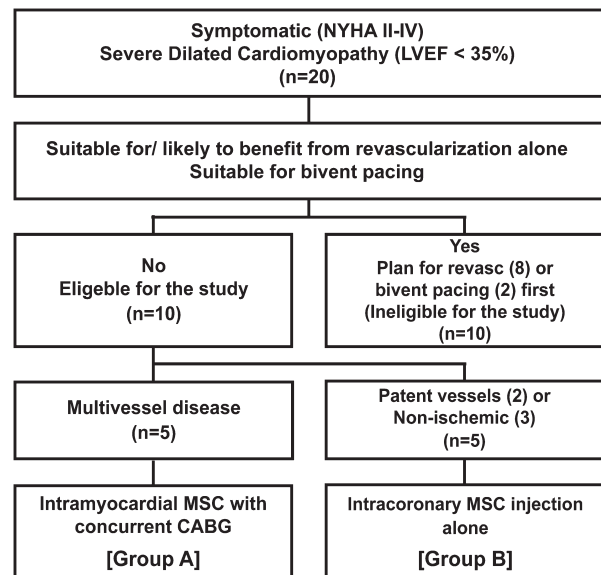 Symptomatic (NYHA II-IV)
Severe Dilated Cardiomyopathy (LVEF < 35%)
(n=20)
Suitable for/ likely to benefit from revascularization alone
Suitable for bivent pacing
No
Eligeble for the study
(n=10)
Yes
Plan for revasc (8) or
bivent pacing (2) first
(Ineligible for the study)
(n=10)
Multivessel disease
(n=5)
Patent vessels (2) or
Non-ischemic (3)
(n=5)
Intramyocardial MSC with
concurrent CABG
[Group A]
Intracoronary MSC injection
alone
[Group B]